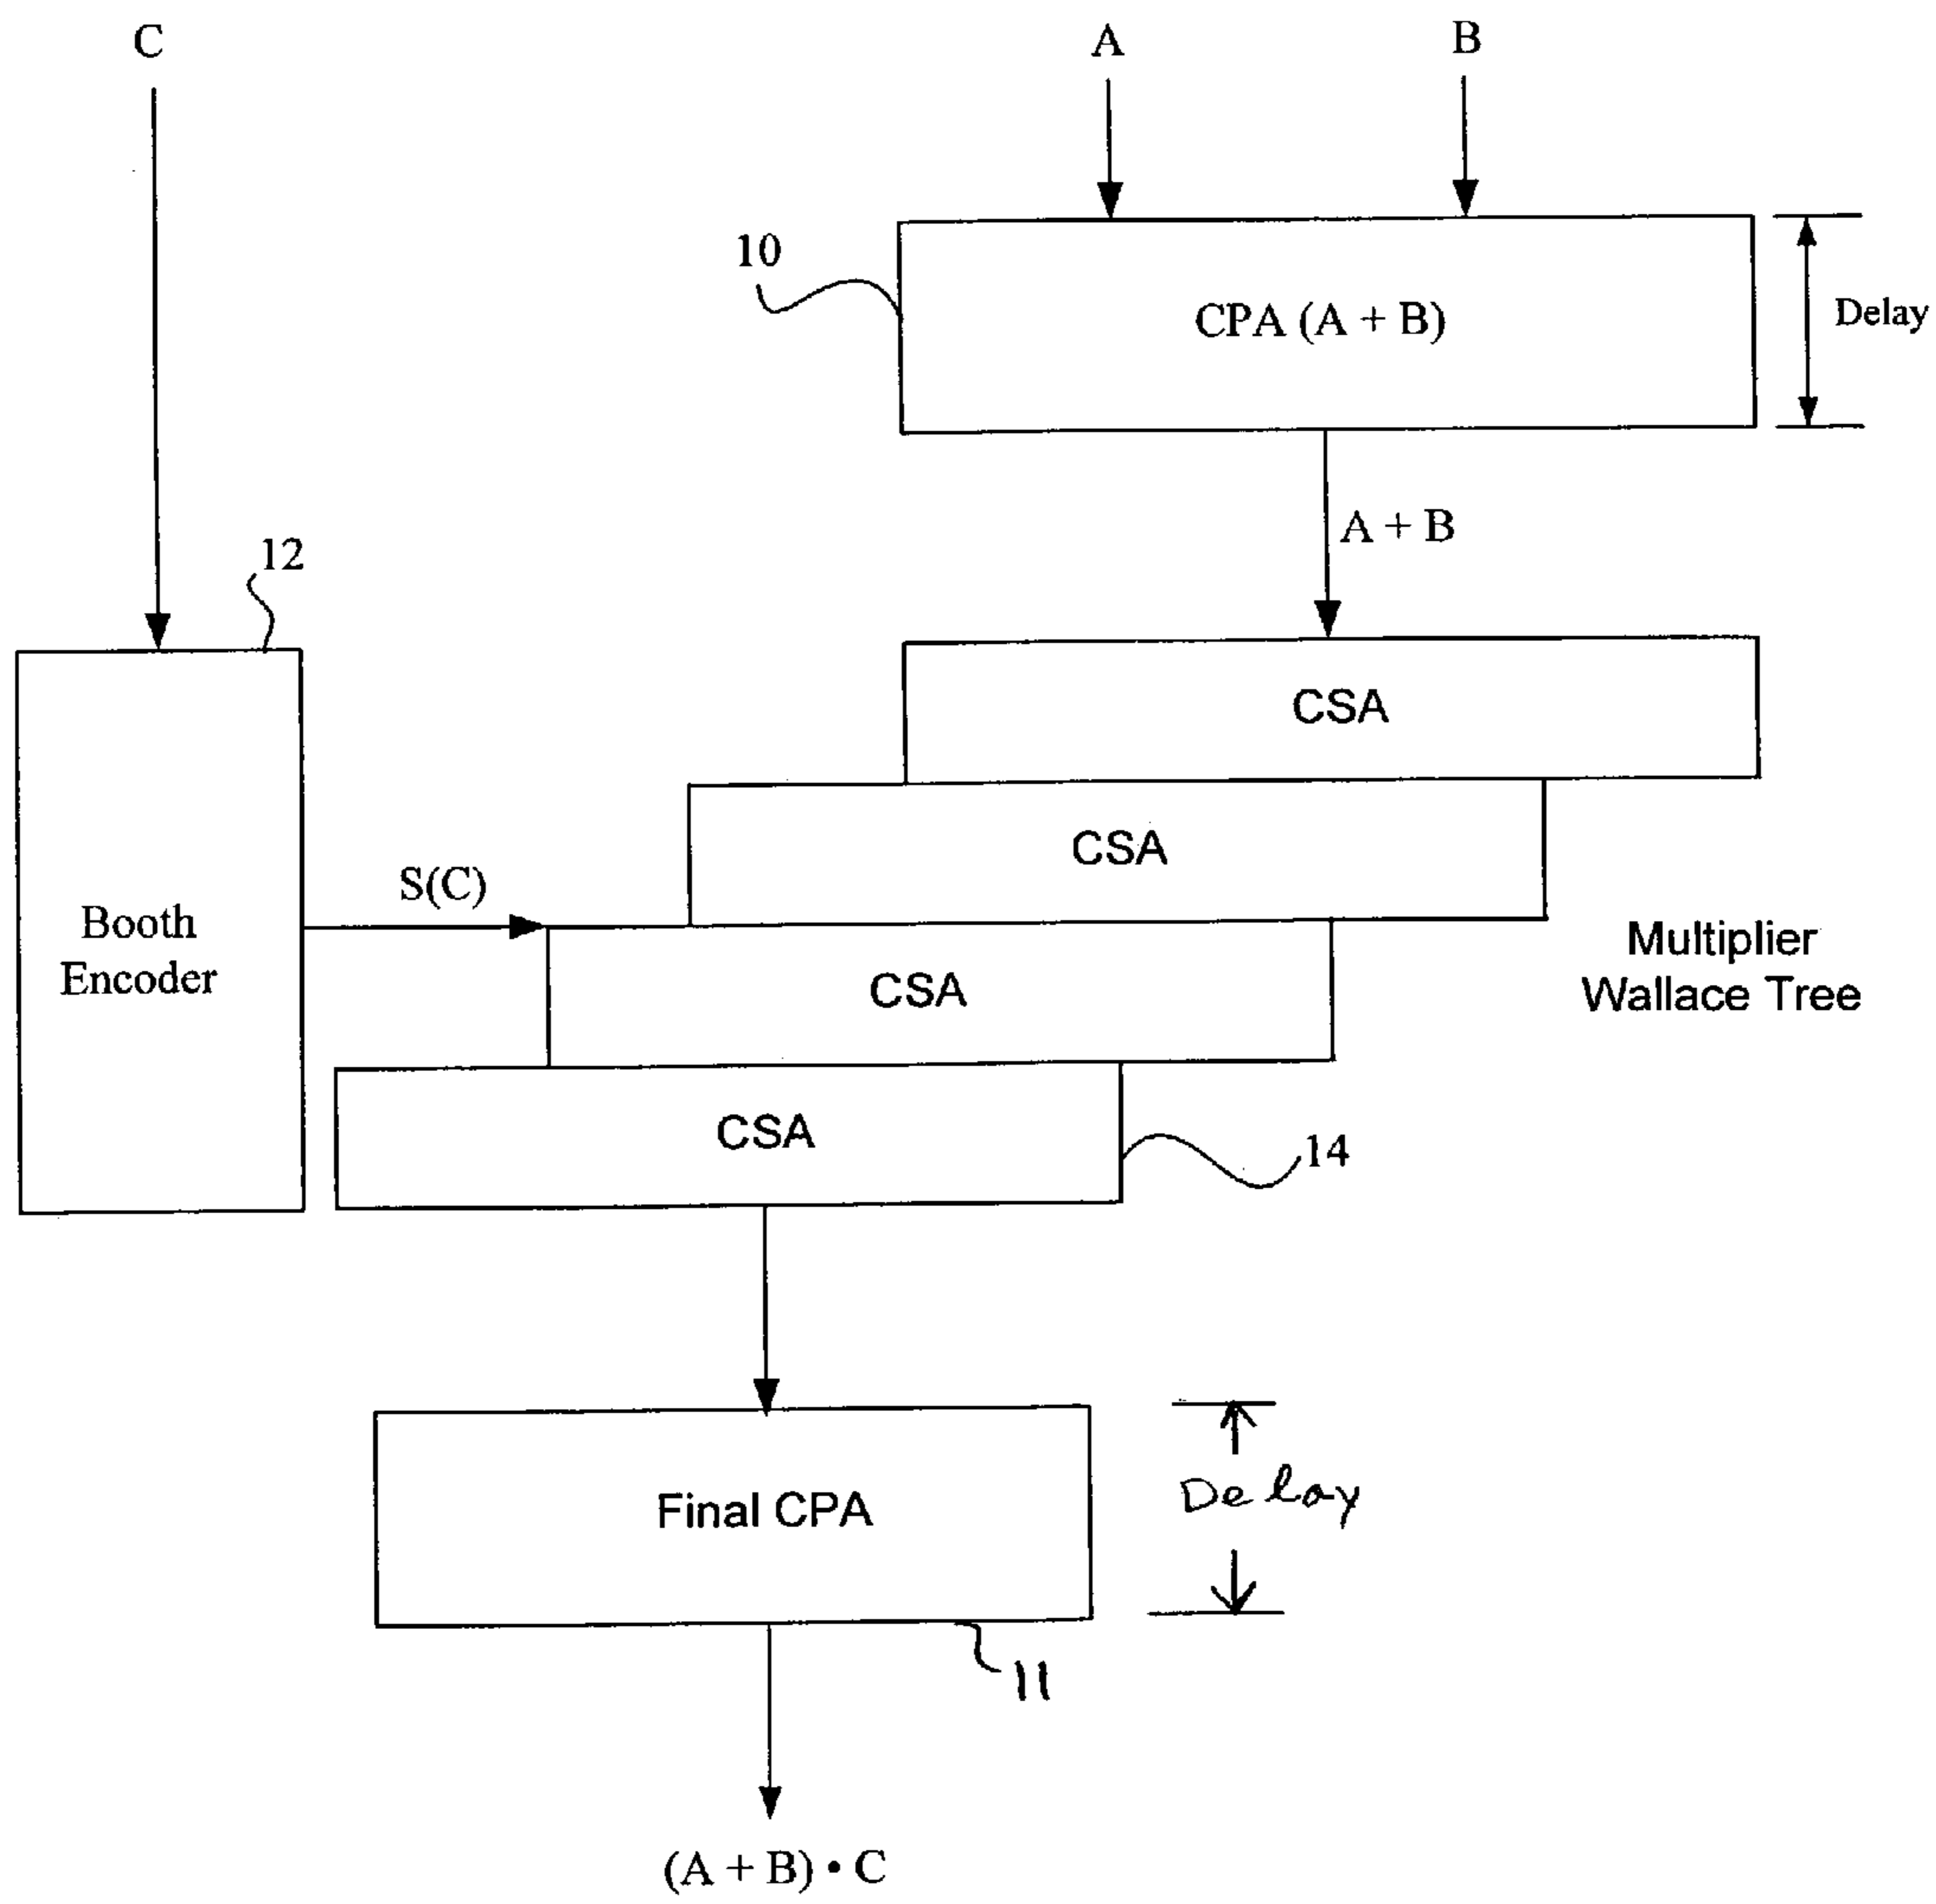 C
A
B
10
CPA (A + B)
Delay
A + B
12
CSA
CSA
S(C)
Booth
Encoder
Multiplier
Wallace Tree
CSA
CSA
14
Final CPA
Delay
11
(A + B) • C